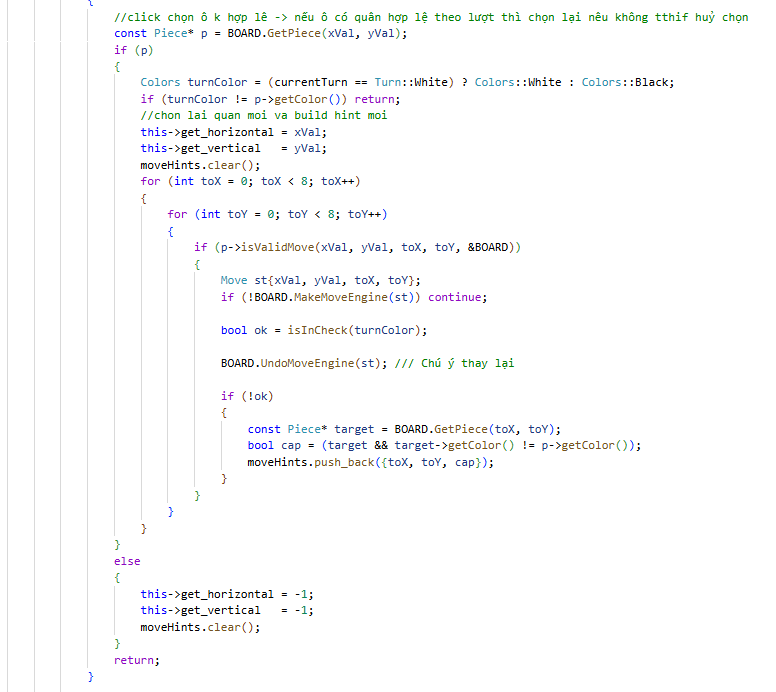 {
//click chọn ô k hợp lê -> nếu ô có quân hợp lệ theo lượt thì chọn lại nêu không tthif huỷ chọn
const Piece* p = BOARD.GetPiece(xVal, yVal);
if (p)
{
Colors turnColor = (currentTurn == Turn::White) ? Colors::White : Colors::Black;
if (turnColor != p->getColor()) return;
//chon lai quan moi va build hint moi
this->get_horizontal = xVal;
this->get_vertical   = yVal;
moveHints.clear();
for (int toX = 0; toX < 8; toX++)
{
for (int toY = 0; toY < 8; toY++)
{
if (p->isValidMove(xVal, yVal, toX, toY, &BOARD))
{
Move st{xVal, yVal, toX, toY};
if (!BOARD.MakeMoveEngine(st)) continue;
bool ok = isInCheck(turnColor);
BOARD.UndoMoveEngine(st); /// Chú ý thay lại
if (!ok)
{
const Piece* target = BOARD.GetPiece(toX, toY);
bool cap = (target && target->getColor() != p->getColor());
moveHints.push_back({toX, toY, cap});
}
}
}
}
}
else
{
this->get_horizontal = -1;
this->get_vertical   = -1;
moveHints.clear();
}
return;
}